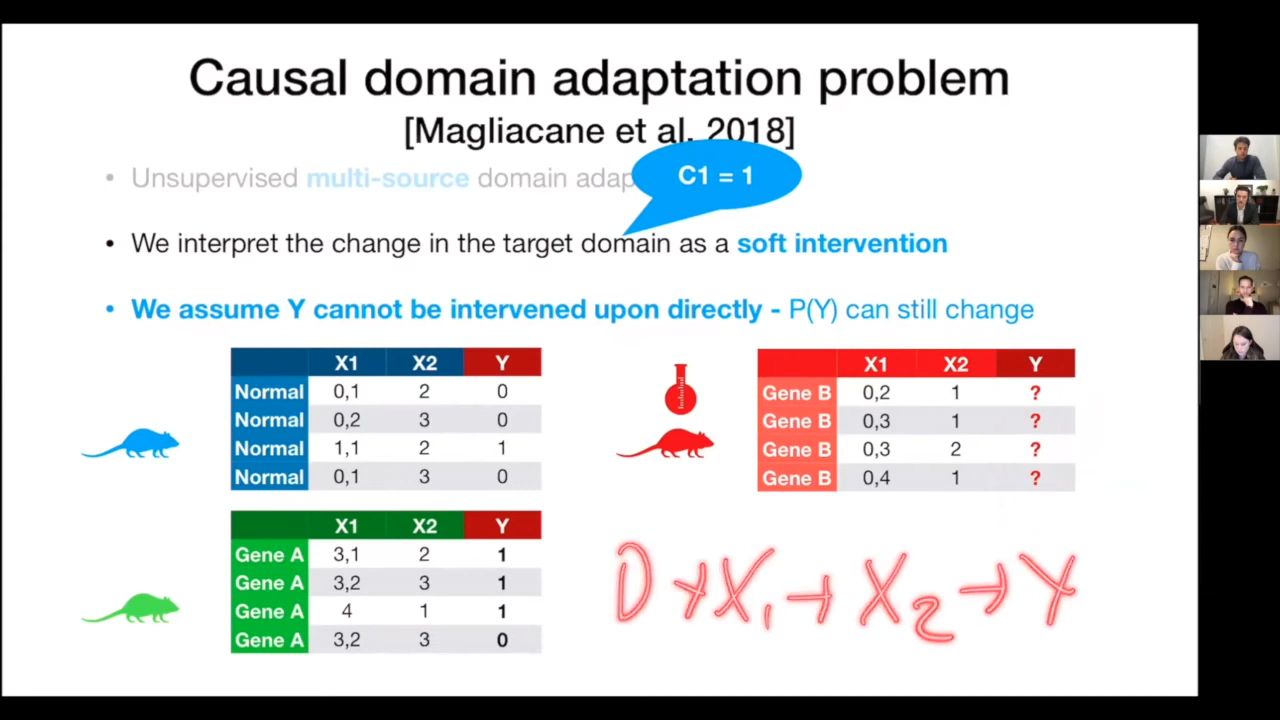 Causal domain adaptation problem
[Magliacane et al. 2018]
• Unsupervised multi-source domain adap
C1 = 1
• We interpret the change in the target domain as a soft intervention
• We assume Y cannot be intervened upon directly - P(Y) can still change
X1 X2 Y
Normal 0,1 2 0
Normal 0,2 3 0
Normal 1,1 2 1
Normal 0,1 3 0
X1 X2 Y
Gene B 0,2 1 ?
Gene B 0,3 1 ?
Gene B 0,3 2 ?
Gene B 0,4 1 ?
X1 X2 Y
Gene A 3,1 2 1
Gene A 3,2 3 1
Gene A 4 1 1
Gene A 3,2 3 0
D → X1 → X2 → Y